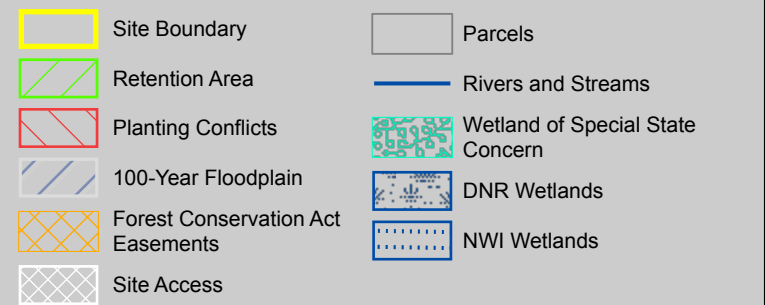 Site Boundary
Retention Area
Planting Conflicts
100-Year Floodplain
Forest Conservation Act
Easements
Site Access
Parcels
Rivers and Streams
Wetland of Special State
Concern
DNR Wetlands
NWI Wetlands